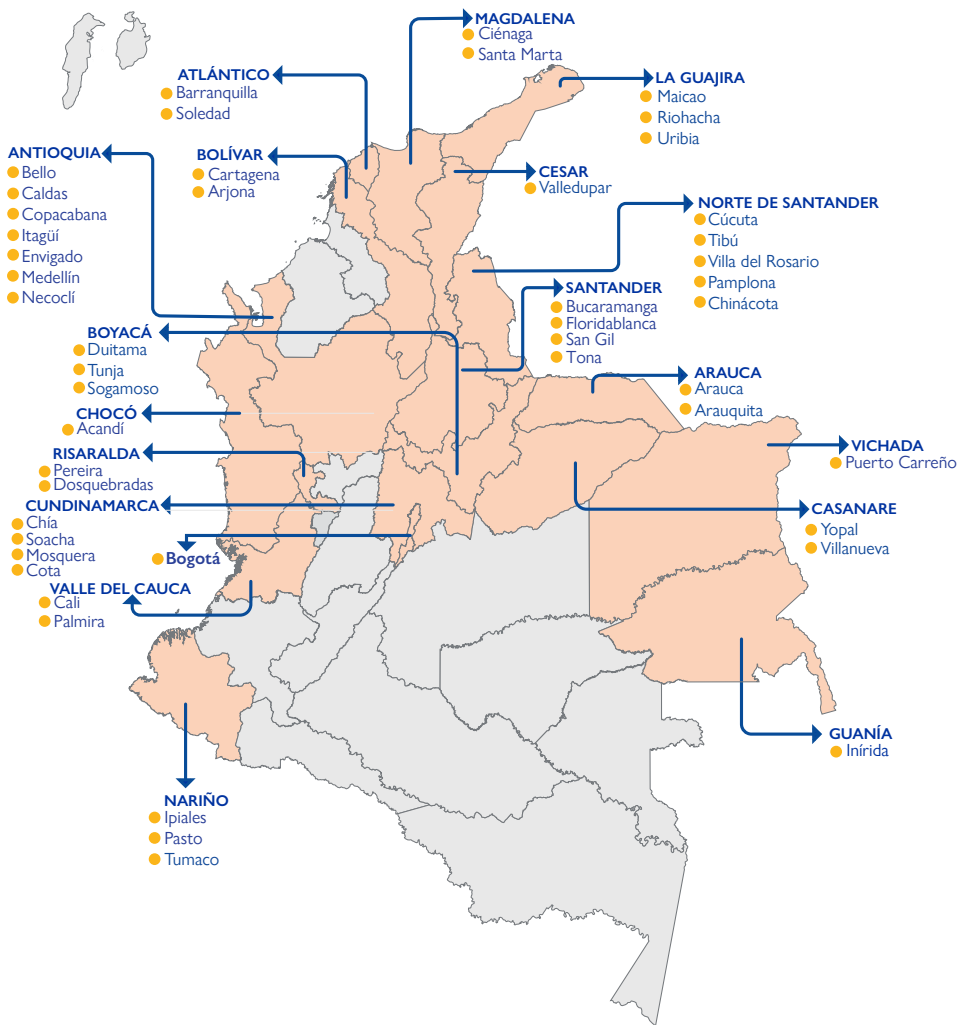 MAGDALENA
Ciénaga
Santa Marta
ATLÁNTICO
Barranquilla
Soledad
LA GUAJIRA
Maicao
Riohacha
Uribia
ANTIOQUIA
Bello
Caldas
Copacabana
Itagüí
Envigado
Medellín
Necoclí
BOLÍVAR
Cartagena
Arjona
CESAR
Valledupar
NORTE DE SANTANDER
Cúcuta
Tibú
Villa del Rosario
Pamplona
Chinácota
SANTANDER
Bucaramanga
Floridablanca
San Gil
Tona
BOYACÁ
Duitama
Tunja
Sogamoso
ARAUCA
Arauca
Arauquita
CHOCÓ
Acandí
VICHADA
Puerto Carreño
RISARALDA
Pereira
Dosquebradas
CUNDINAMARCA
Chía
Soacha
Mosquera
Cota
CASANARE
Yopal
Villanueva
Bogotá
VALLE DEL CAUCA
Cali
Palmira
GUANÍA
Inírida
NARIÑO
Ipiales
Pasto
Tumaco